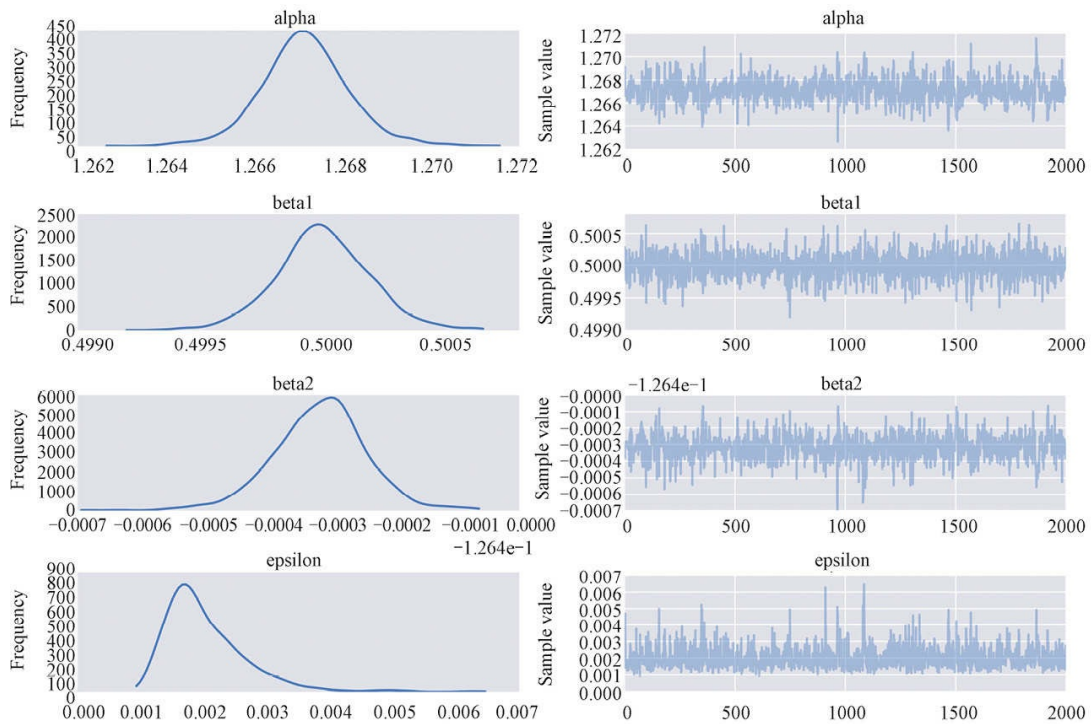 alpha
450
400
350
300
250
200
150
100
50
0
Frequency
1.262 1.264 1.266 1.268 1.270 1.272
alpha
1.272
1.270
1.268
1.266
1.264
1.262
Sample value
0 500 1000 1500 2000
beta1
2500
2000
1500
1000
500
0
Frequency
0.4990 0.4995 0.5000 0.5005
beta1
0.5005
0.5000
0.4995
0.4990
Sample value
0 500 1000 1500 2000
beta2
6000
5000
4000
3000
2000
1000
0
Frequency
−0.0007 −0.0006 −0.0005 −0.0004 −0.0003 −0.0002 −0.0001 0.0000
−1.264e−1
−1.264e−1
beta2
−0.0000
−0.0001
−0.0002
−0.0003
−0.0004
−0.0006
−0.0007
Sample value
0 500 1000 1500 2000
epsilon
900
800
700
600
500
400
300
200
100
0
Frequency
0.000 0.001 0.002 0.003 0.004 0.005 0.006 0.007
epsilon
0.007
0.006
0.005
0.004
0.003
0.002
0.001
0.000
Sample value
0 500 1000 1500 2000